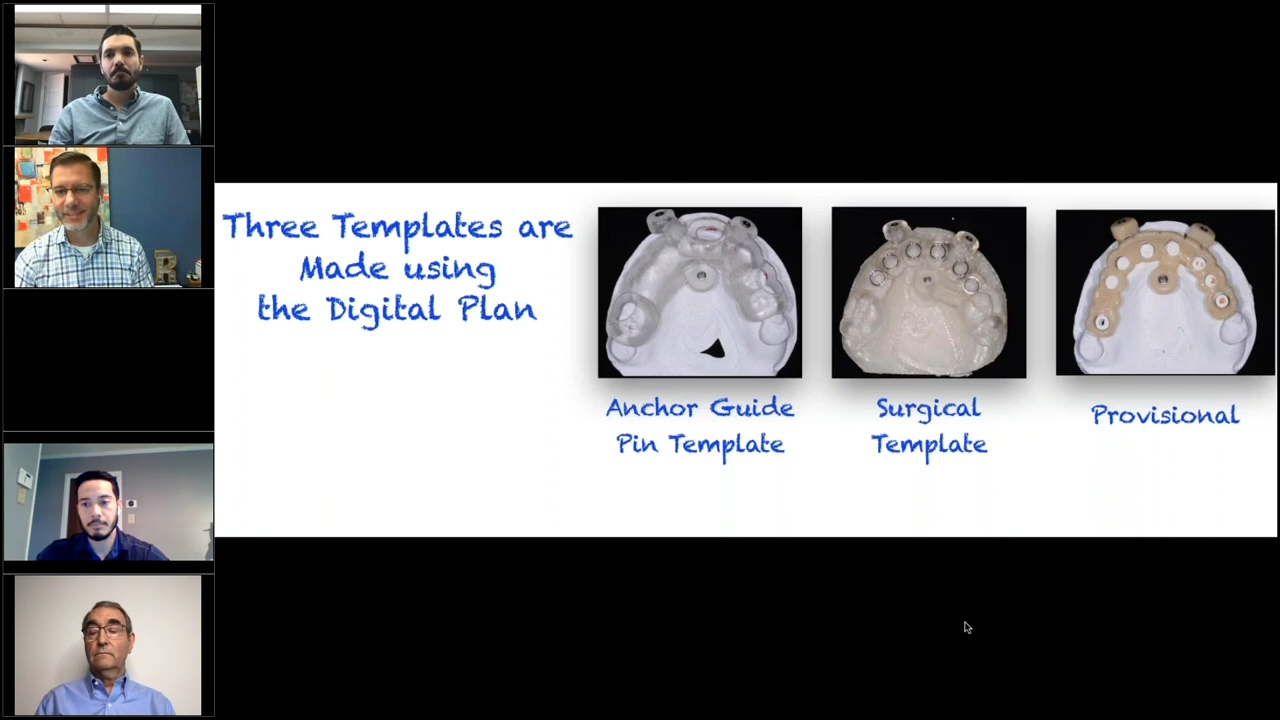 Three Templates are
Made using
the Digital Plan
Anchor Guide
Pin Template
Surgical
Template
Provisional
R